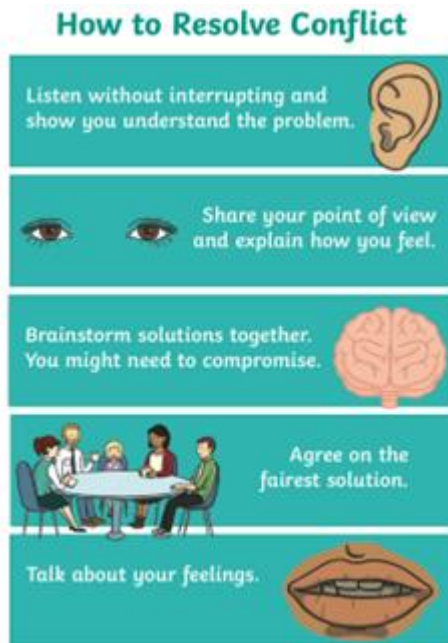 How to Resolve Conflict
Listen without interrupting and
show you understand the problem.
Share your point of view
and explain how you feel.
Brainstorm solutions together.
You might need to compromise.
Agree on the
fairest solution.
Talk about your feelings.